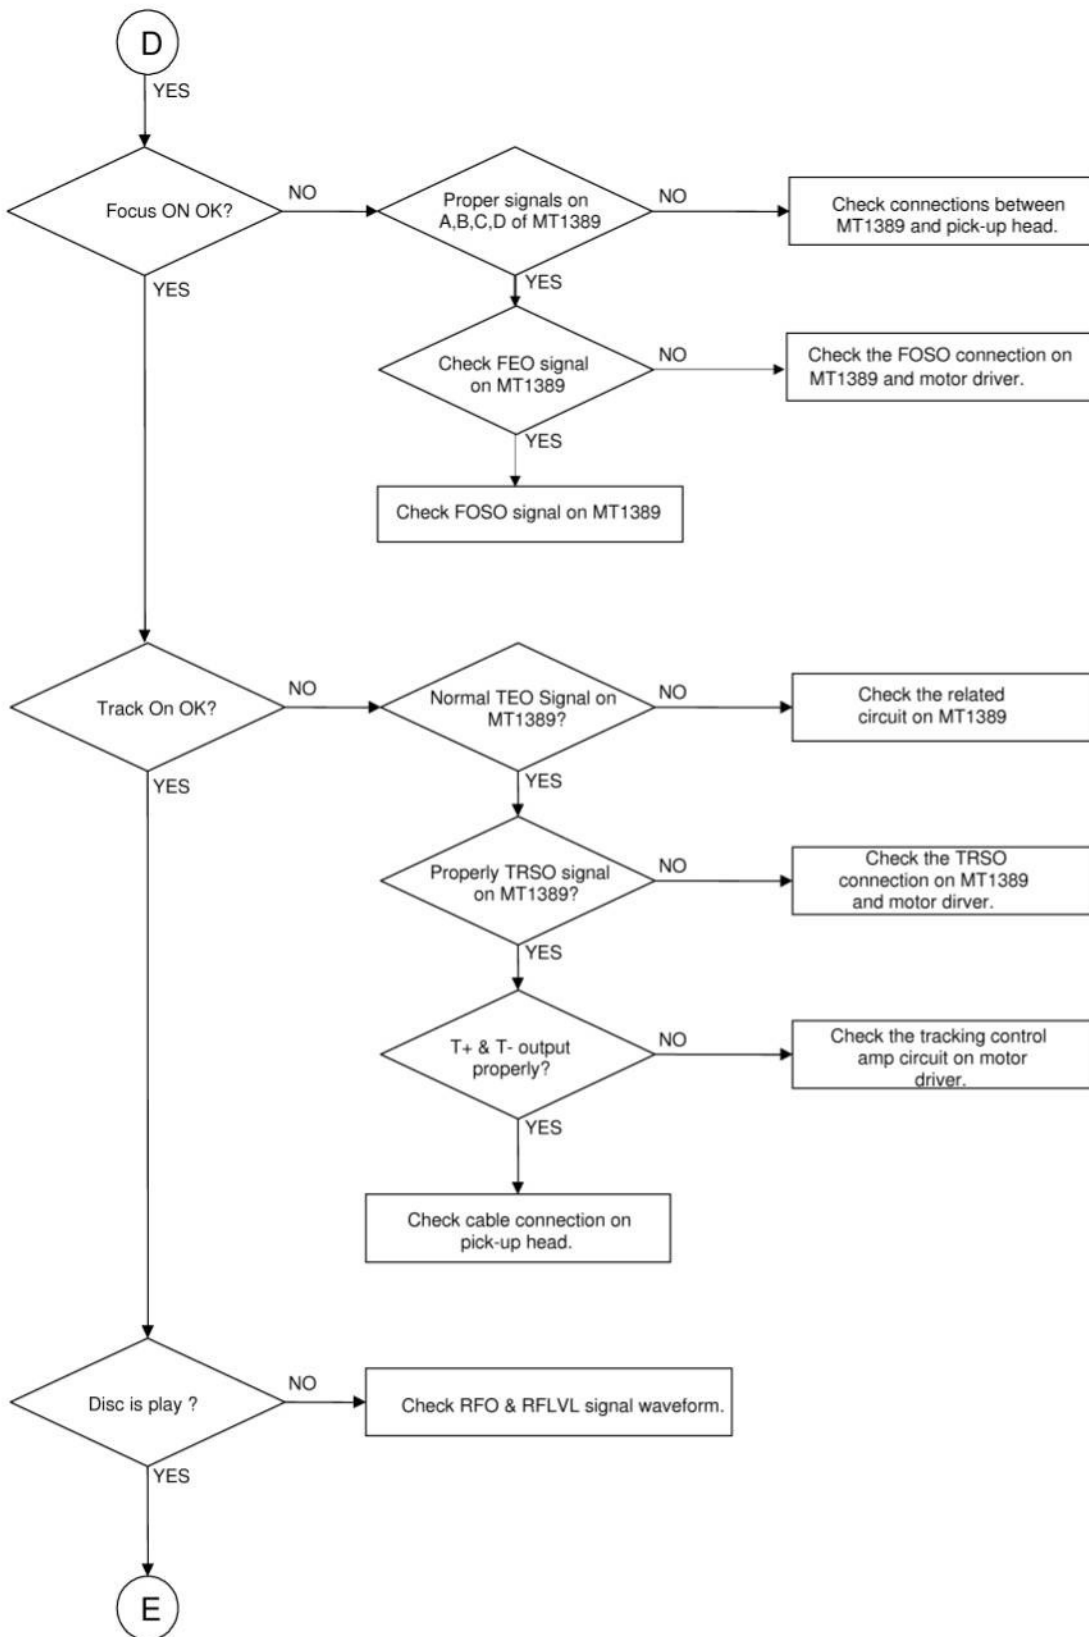 D
YES
Focus ON OK?
NO
Proper signals on
A,B,C,D of MT1389
NO
Check connections between
MT1389 and pick-up head.
YES
YES
Check FEO signal
on MT1389
NO
Check the FOSO connection on
MT1389 and motor driver.
YES
Check FOSO signal on MT1389
Track On OK?
NO
Normal TEO Signal on
MT1389?
NO
Check the related
circuit on MT1389
YES
YES
Properly TRSO signal
on MT1389?
NO
Check the TRSO
connection on MT1389
and motor dirver.
YES
T+ & T- output
properly?
NO
Check the tracking control
amp circuit on motor
driver.
YES
Check cable connection on
pick-up head.
Disc is play ?
NO
Check RFO & RFLVL signal waveform.
YES
E